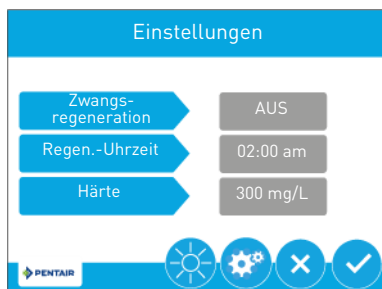 Einstellungen
Zwangs-
regeneration
AUS
Regen.-Uhrzeit
02:00 am
Härte
300 mg/L
PENTAIR